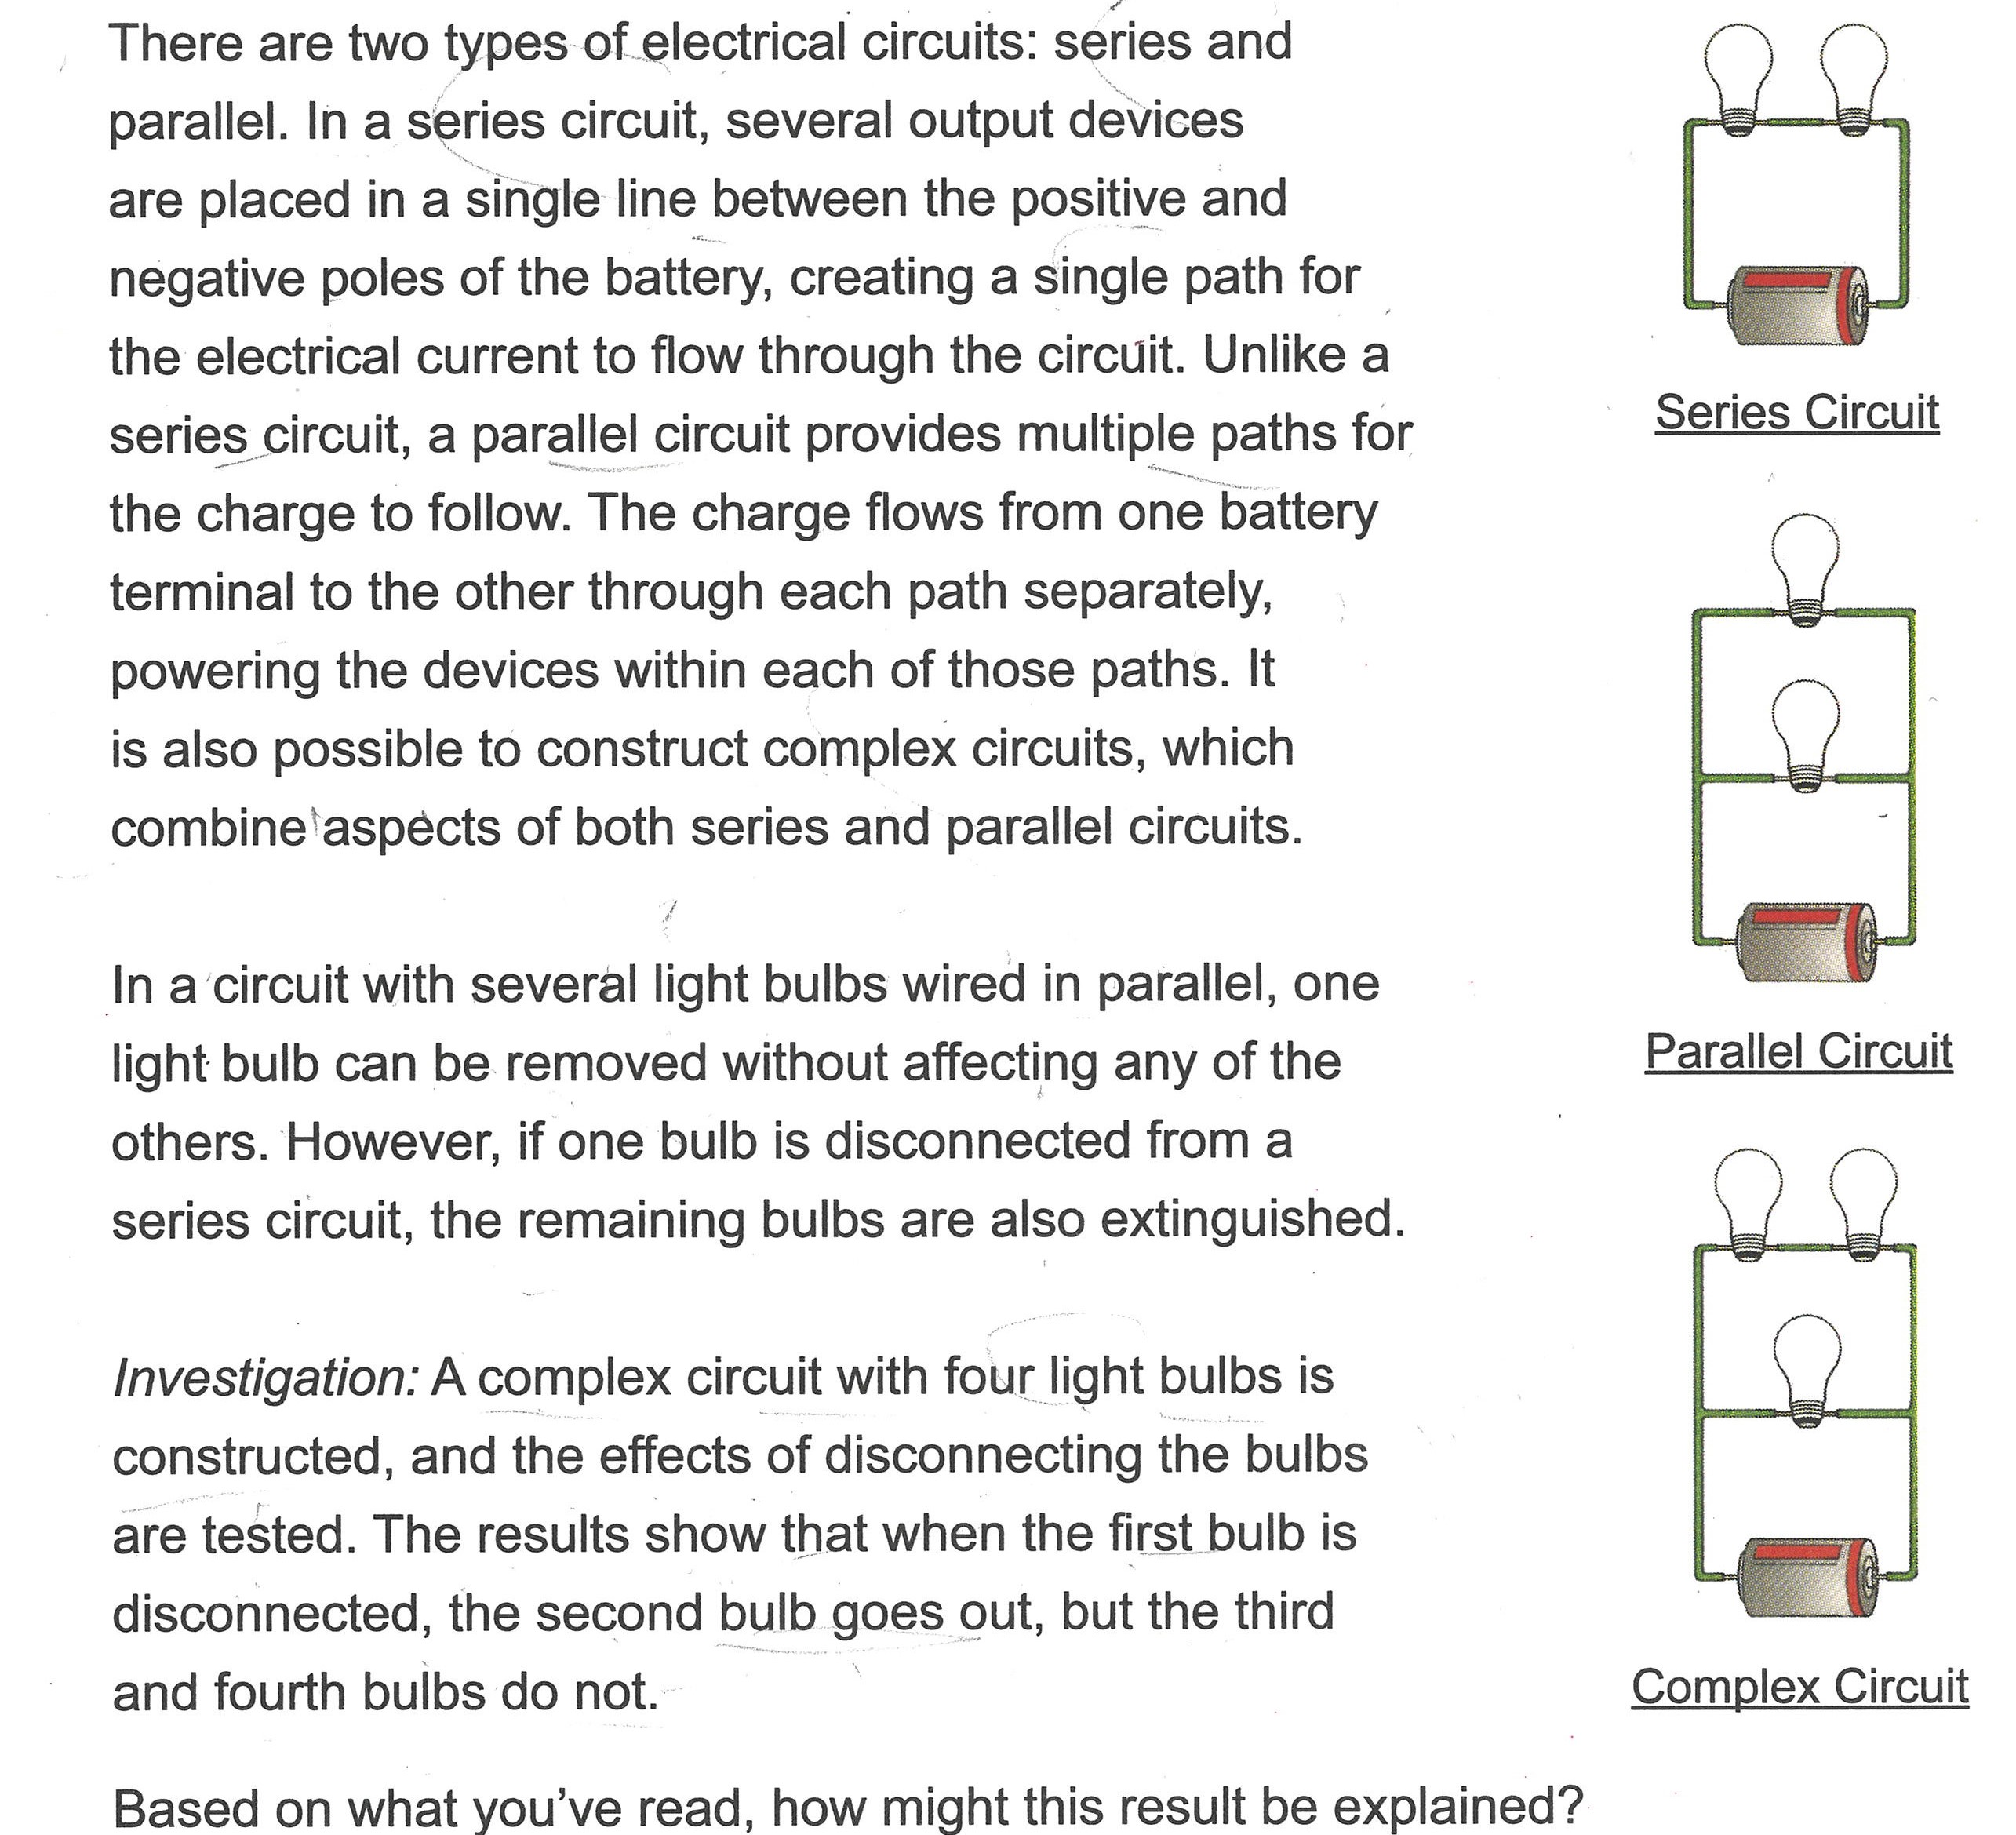 There are two types of electrical circuits: series and
parallel. In a series circuit, several output devices
are placed in a single line between the positive and
negative poles of the battery, creating a single path for
the electrical current to flow through the circuit. Unlike a
series circuit, a parallel circuit provides multiple paths for
the charge to follow. The charge flows from one battery
terminal to the other through each path separately,
powering the devices within each of those paths. It
is also possible to construct complex circuits, which
combine aspects of both series and parallel circuits.
In a circuit with several light bulbs wired in parallel, one
light bulb can be removed without affecting any of the
others. However, if one bulb is disconnected from a
series circuit, the remaining bulbs are also extinguished.
Investigation: A complex circuit with four light bulbs is
constructed, and the effects of disconnecting the bulbs
are tested. The results show that when the first bulb is
disconnected, the second bulb goes out, but the third
and fourth bulbs do not.
Based on what you've read, how might this result be explained?
Series Circuit
Parallel Circuit
Complex Circuit